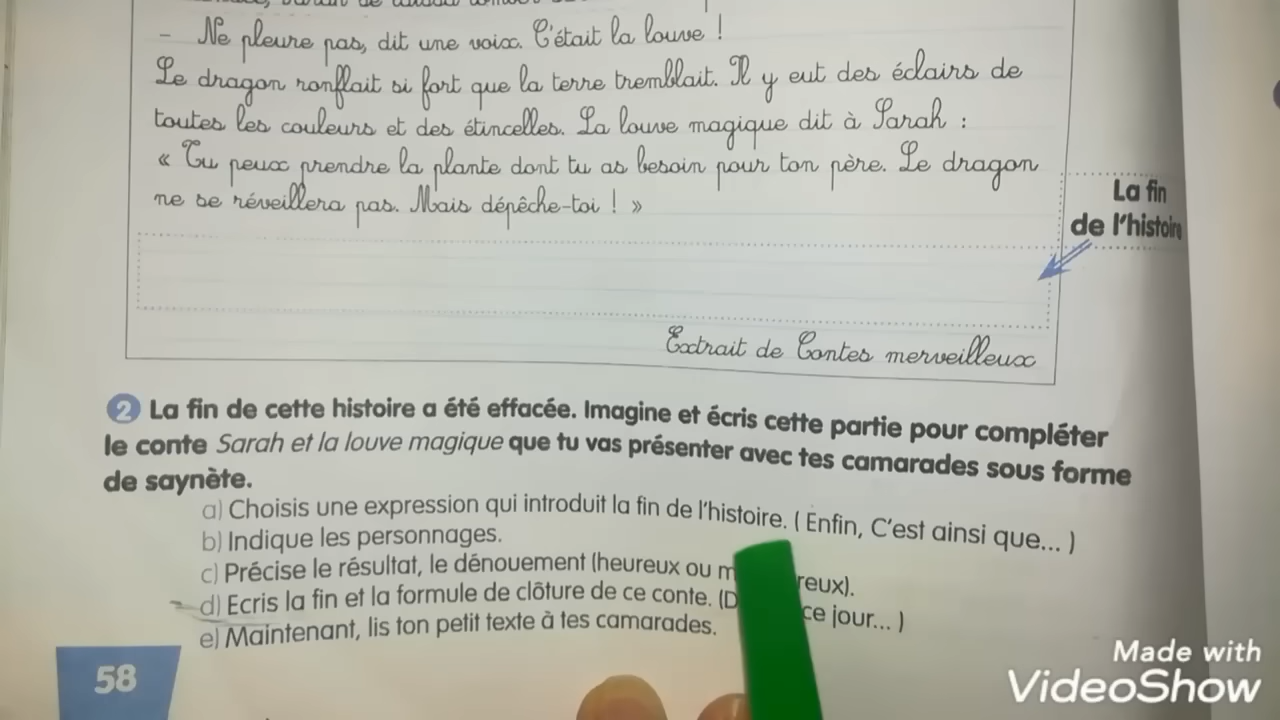 - Ne pleure pas, dit une voix. C'était la louve !
Le dragon ronflait si fort que la terre tremblait. Il y eut des éclairs de
toutes les couleurs et des étincelles. La louve magique dit à Sarah :
« Tu peux prendre la plante dont tu as besoin pour ton père. Le dragon
ne se réveillera pas. Mais dépêche-toi ! »
La fin
de l'histoire
Extrait de Contes merveilleux
2 La fin de cette histoire a été effacée. Imagine et écris cette partie pour compléter
le conte Sarah et la louve magique que tu vas présenter avec tes camarades sous forme
de saynète.
a) Choisis une expression qui introduit la fin de l'histoire. ( Enfin, C'est ainsi que... )
b) Indique les personnages.
c) Précise le résultat, le dénouement (heureux ou m reux).
d) Ecris la fin et la formule de clôture de ce conte. (D ce jour... )
e) Maintenant, lis ton petit texte à tes camarades.
58
Made with
VideoShow